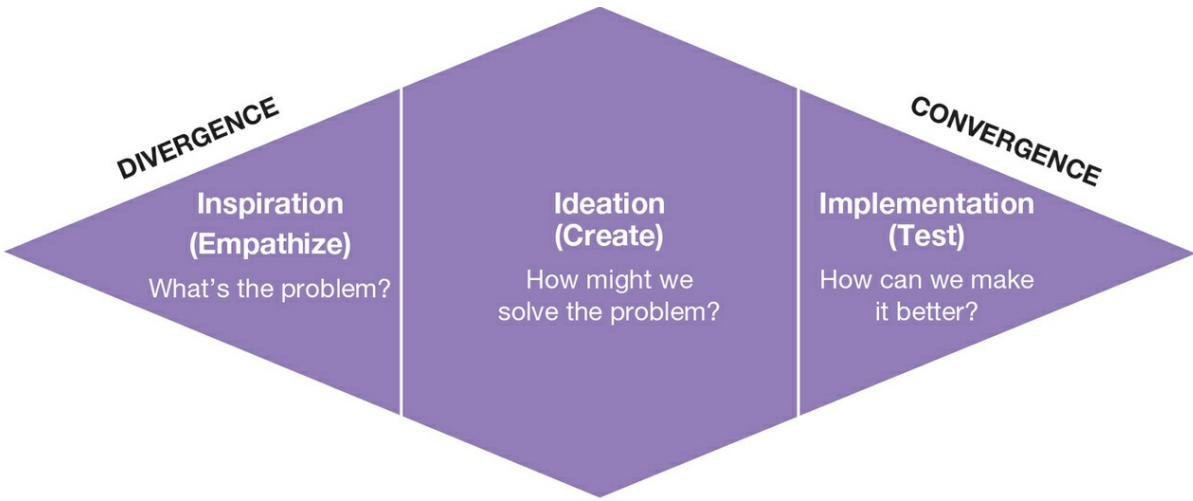 DIVERGENCE
CONVERGENCE
Inspiration
(Empathize)
What’s the problem?
Ideation
(Create)
How might we
solve the problem?
Implementation
(Test)
How can we make
it better?